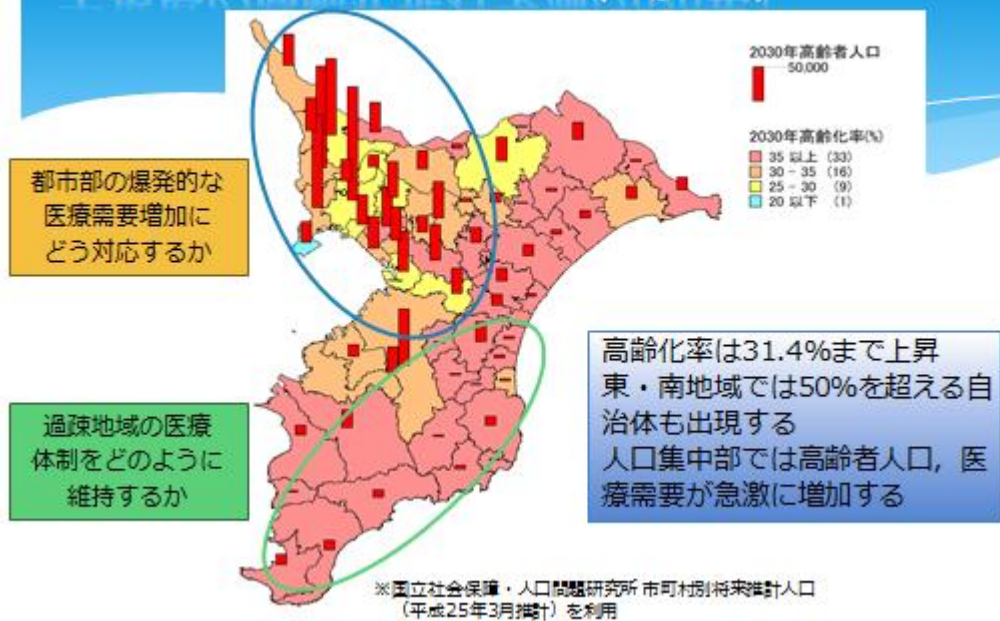 2030年高齢者人口
50,000
2030年高齢化率(%)
35 以上 (33)
30 - 35 (16)
25 - 30 (9)
20 以下 (1)
都市部の爆発的な
医療需要増加に
どう対応するか
高齢化率は31.4%まで上昇
東・南地域では50%を超える自
治体も出現する
人口集中部では高齢者人口，医
療需要が急激に増加する
過疎地域の医療
体制をどのように
維持するか
※国立社会保障・人口問題研究所 市町村別将来推計人口
（平成25年3月推計）を利用